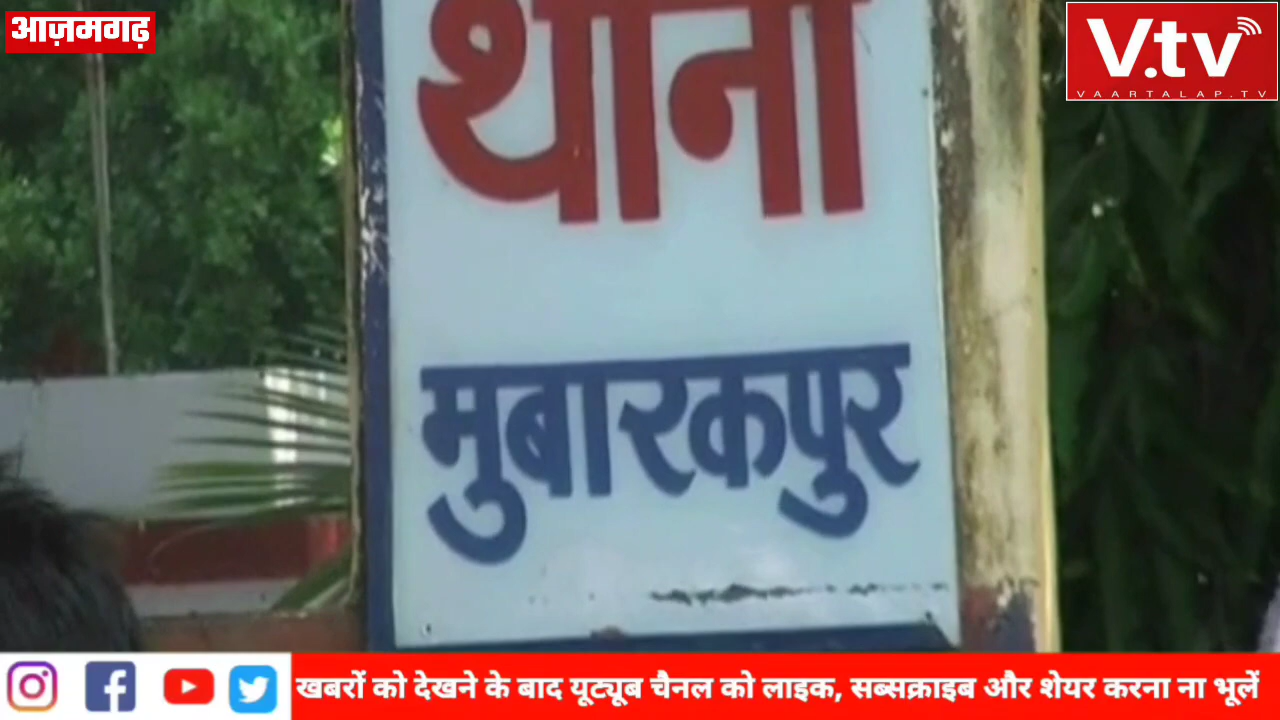 आज़मगढ़
V.tv
VAARTALAP.TV
थाना
मुबारकपुर
खबरों को देखने के बाद यूट्यूब चैनल को लाइक, सब्सक्राइब और शेयर करना ना भूलें